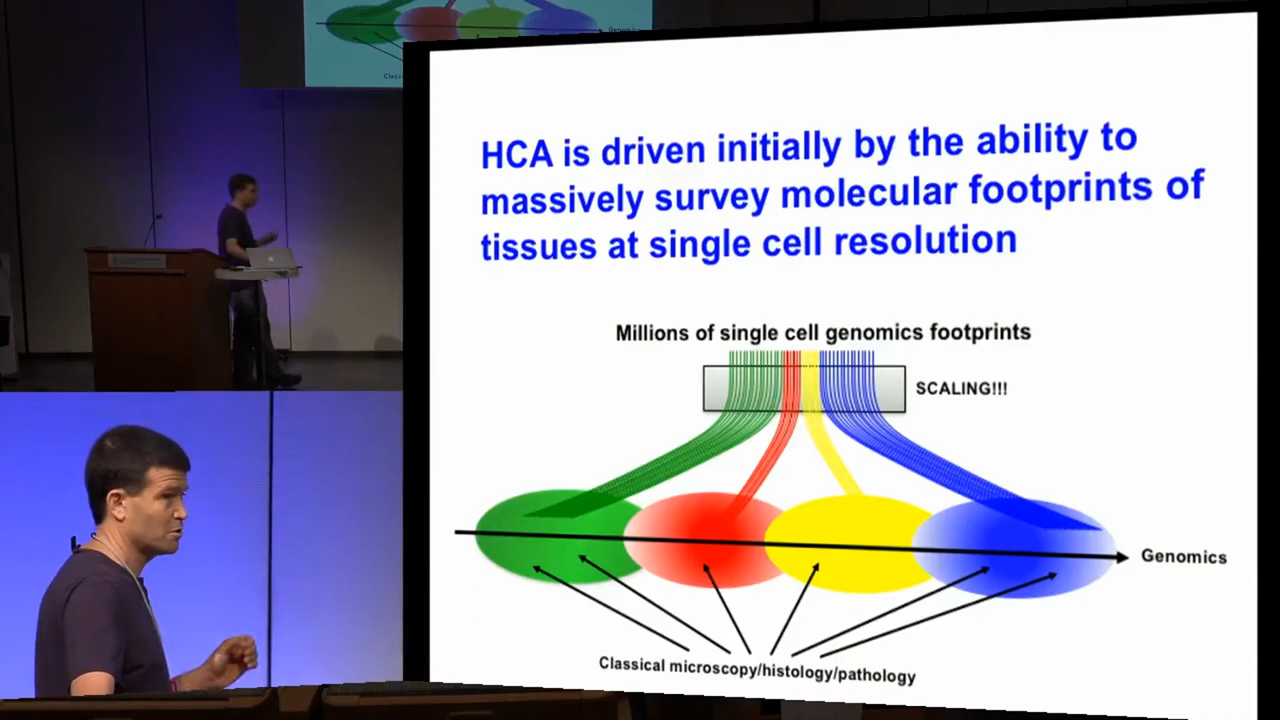 HCA is driven initially by the ability to
massively survey molecular footprints of
tissues at single cell resolution
Millions of single cell genomics footprints
SCALING!!!
Genomics
Classical microscopy/histology/pathology